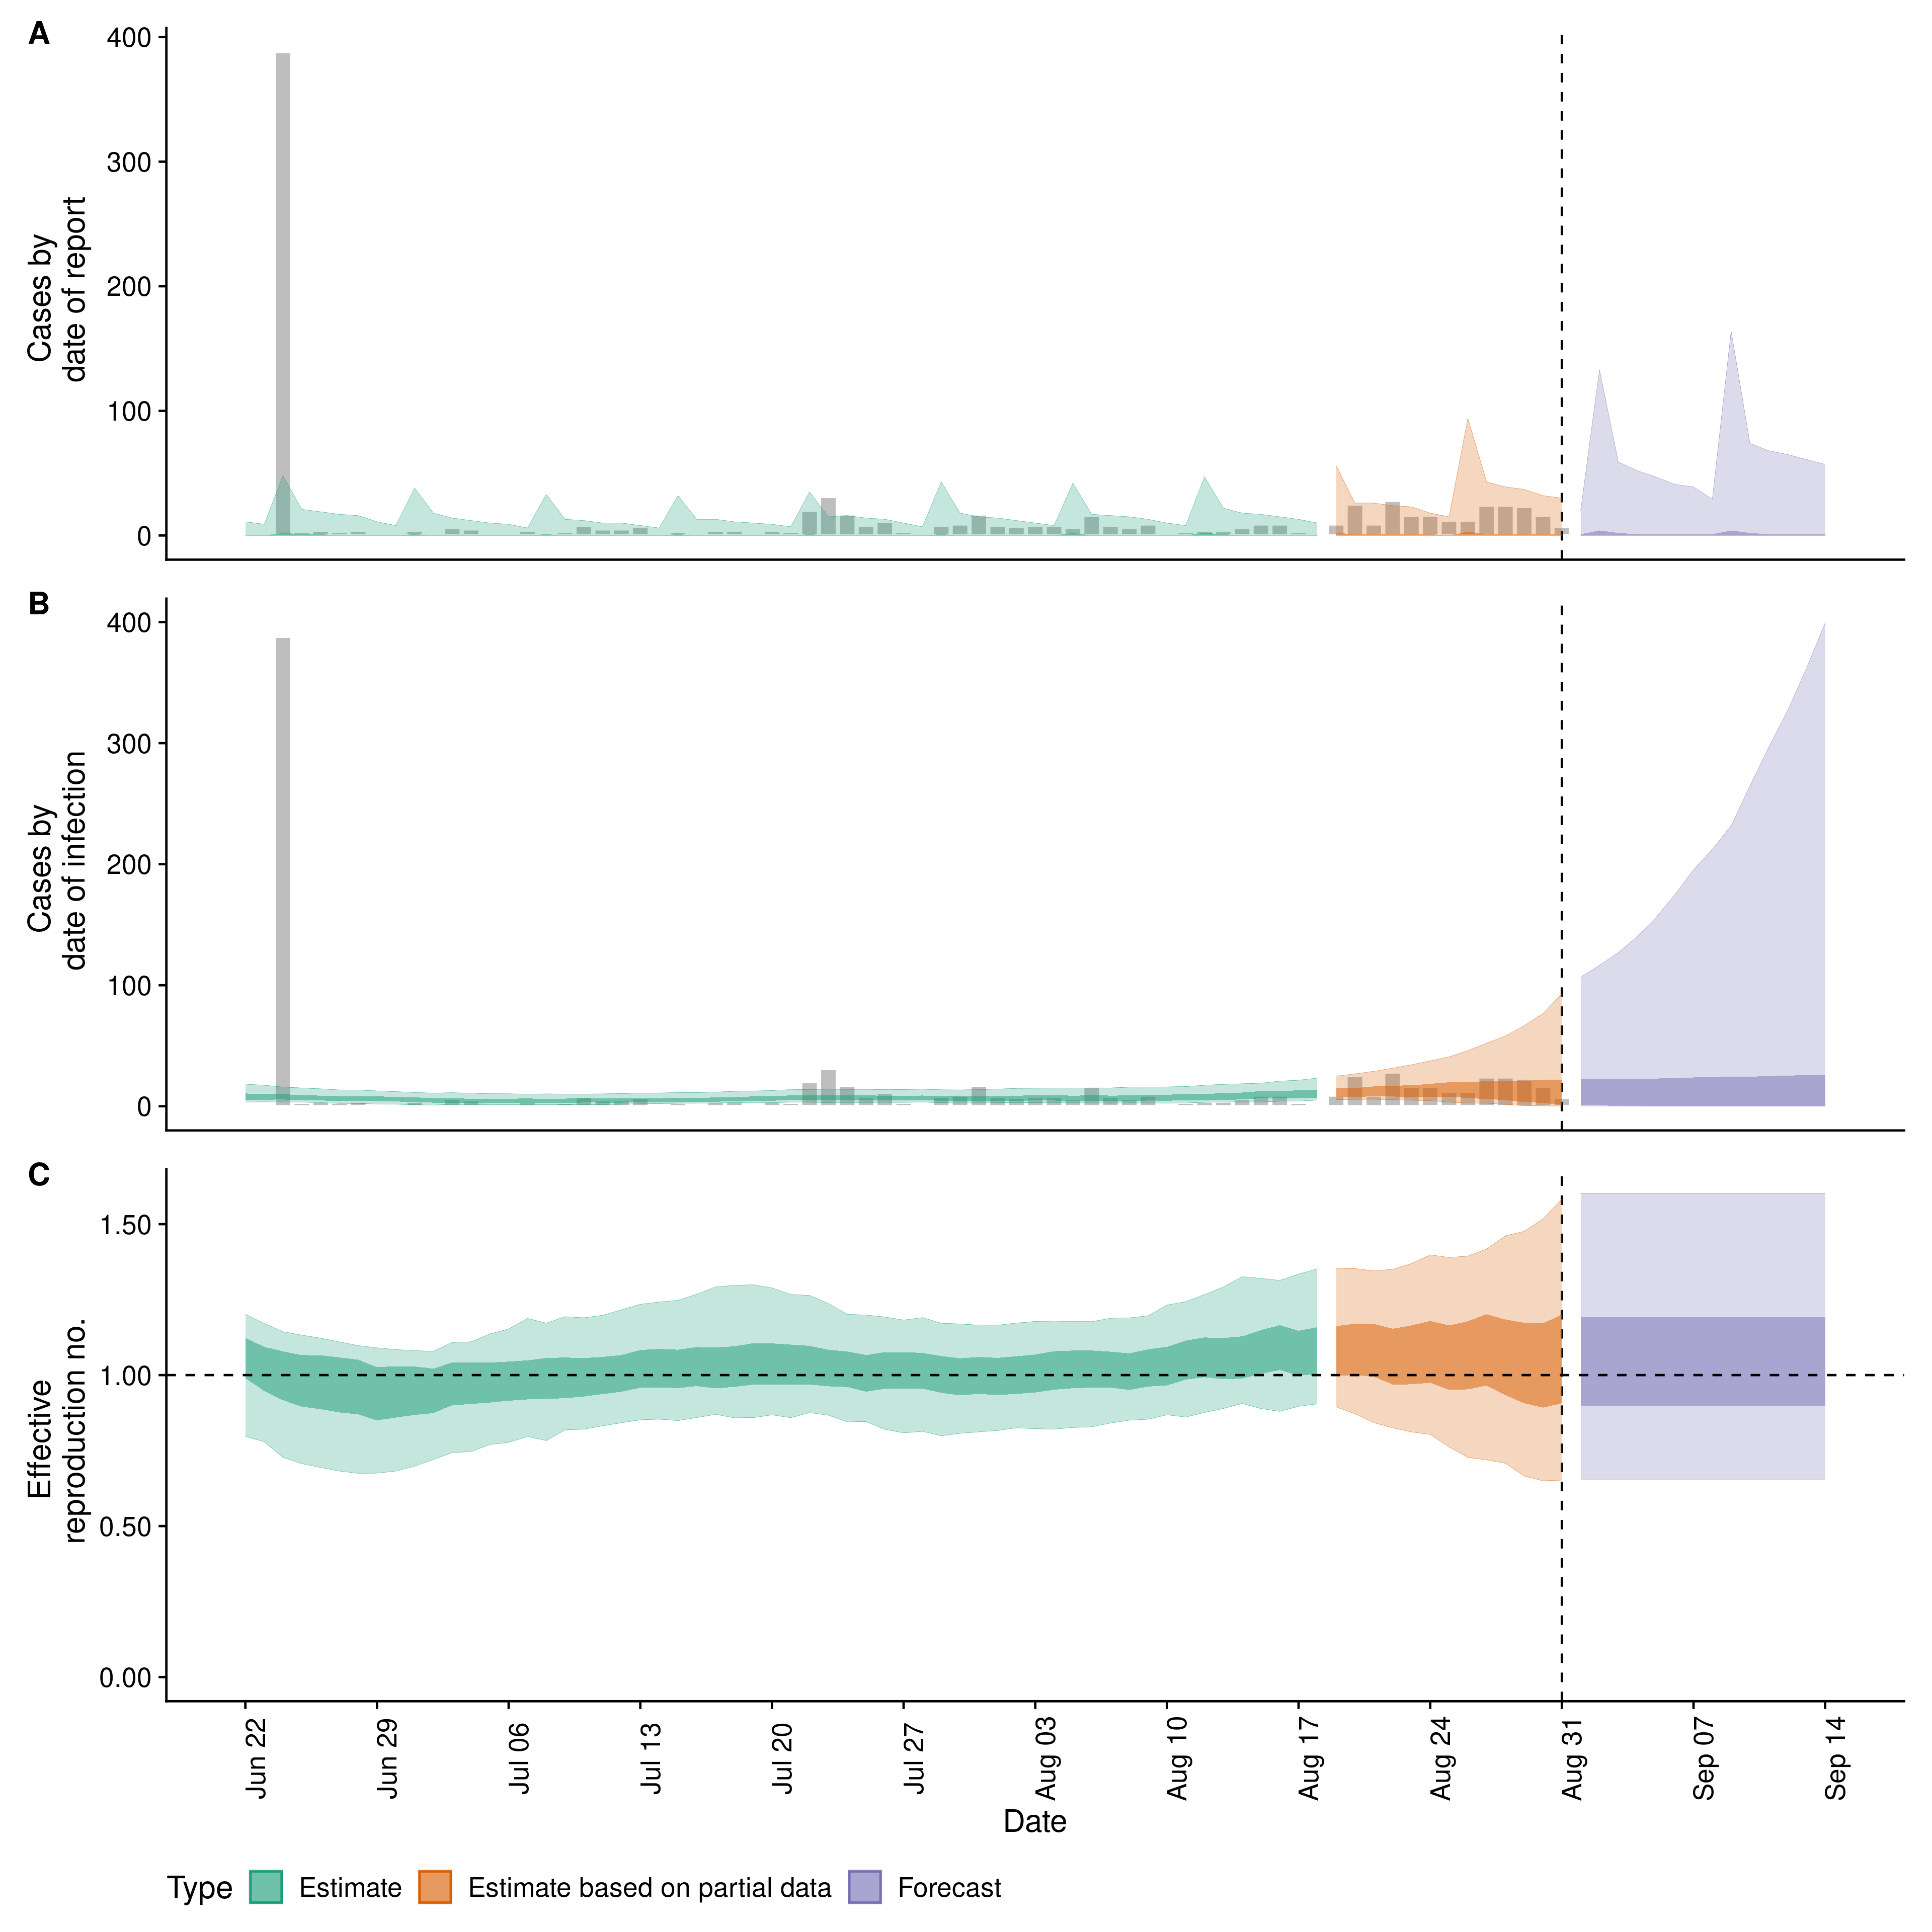 A
400
300
200
100
0
Cases by
date of report
B
400
300
200
100
0
Cases by
date of infection
C
1.50
1.00
0.50
0.00
Effective
reproduction no.
Jun 22
Jun 29
Jul 06
Jul 13
Jul 20
Jul 27
Aug 03
Aug 10
Aug 17
Aug 24
Aug 31
Sep 07
Sep 14
Date
Type Estimate Estimate based on partial data Forecast